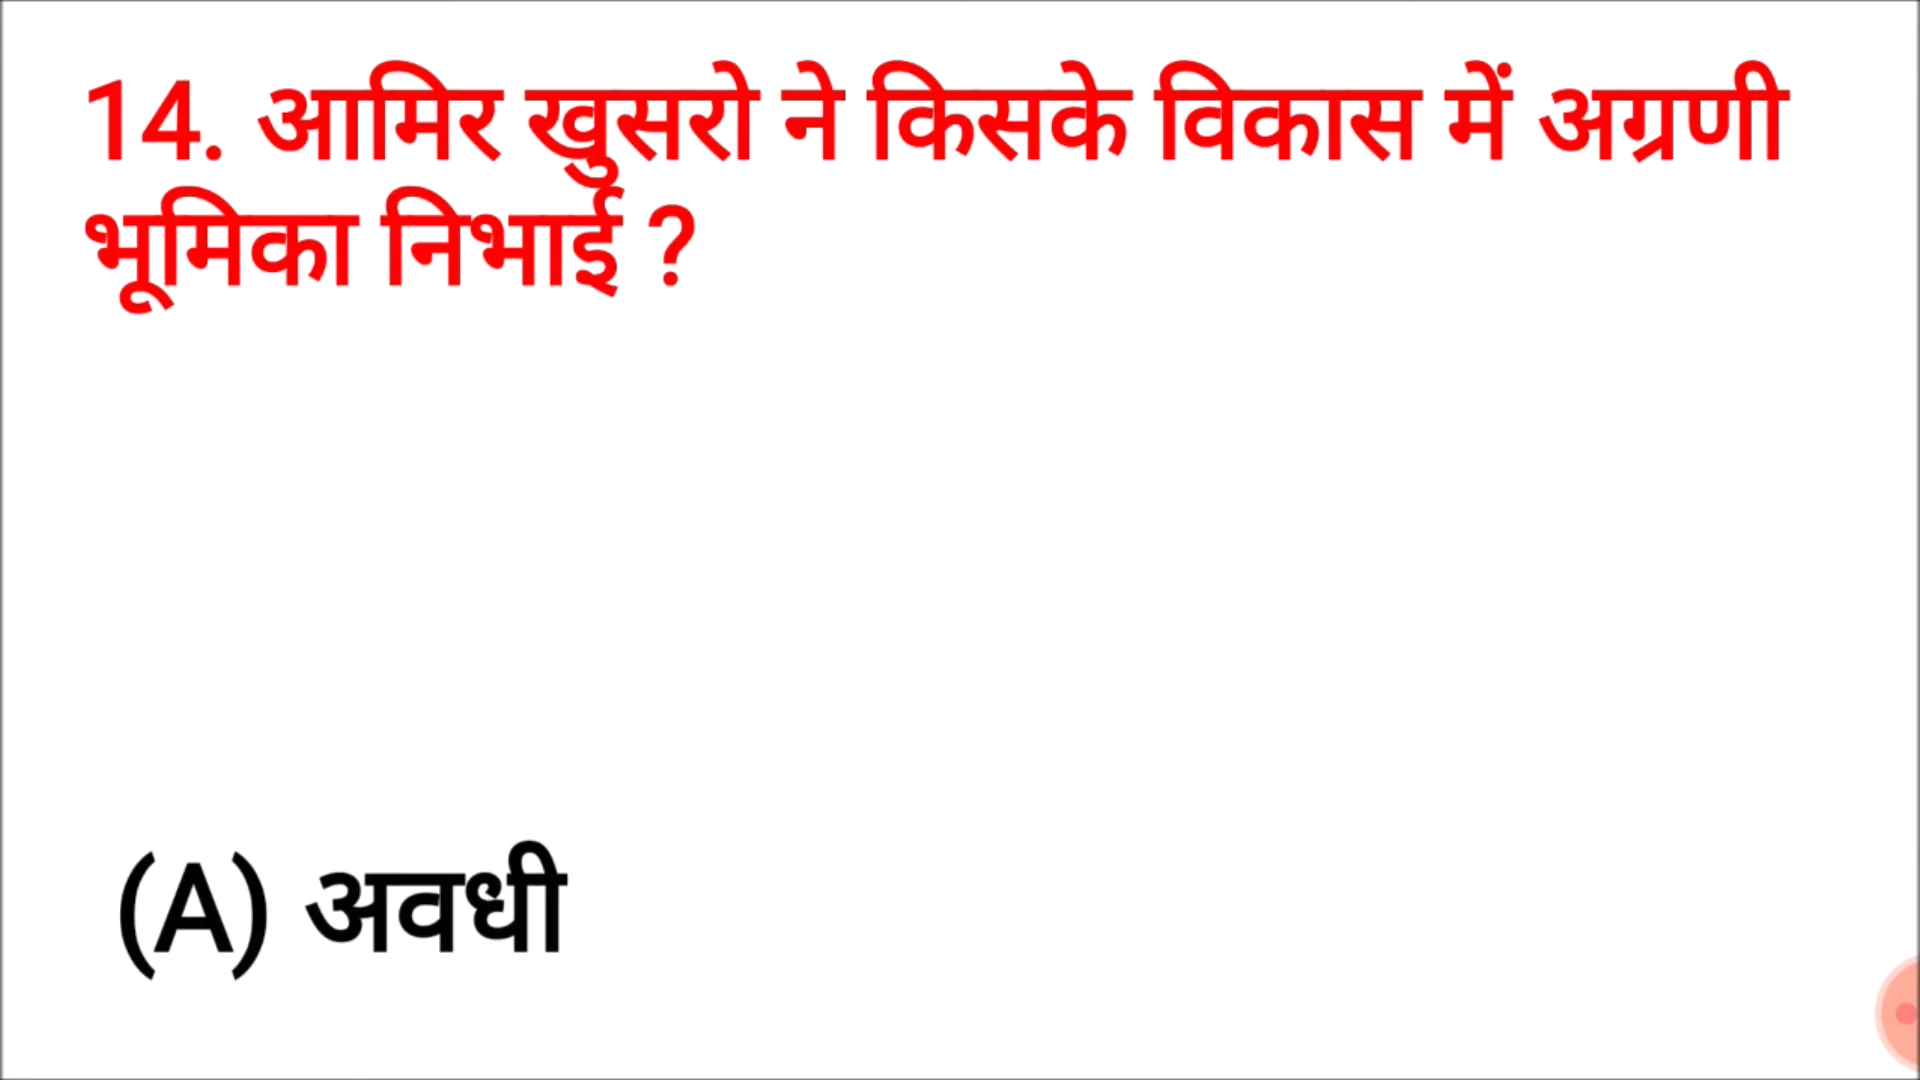 14. आमिर खुसरो ने किसके विकास में अग्रणी
भूमिका निभाई ?
(A) अवधी